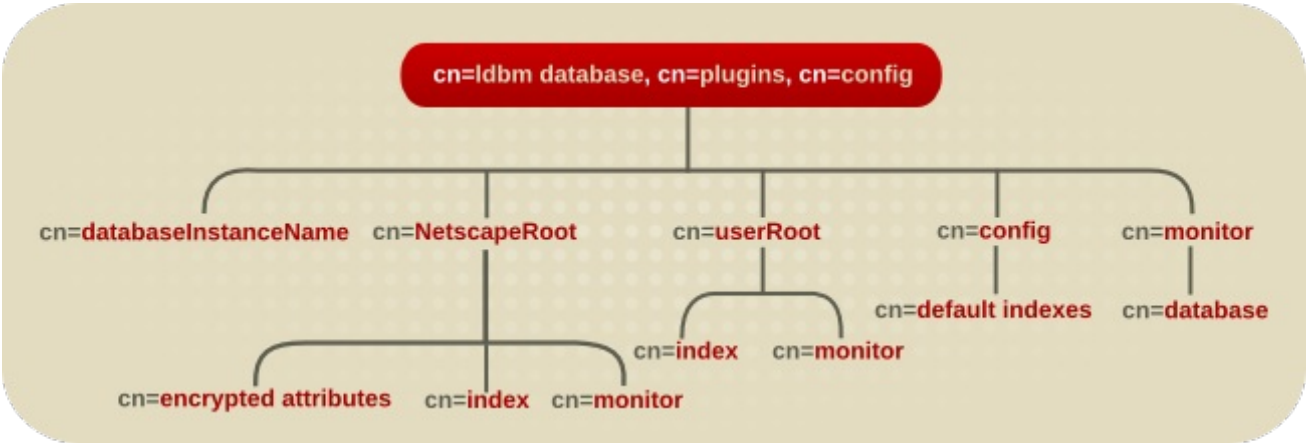 cn=ldbm database, cn=plugins, cn=config
cn=databaseInstanceName cn=NetscapeRoot cn=userRoot cn=config cn=monitor
cn=default indexes cn=database
cn=index cn=monitor
cn=encrypted attributes cn=index cn=monitor